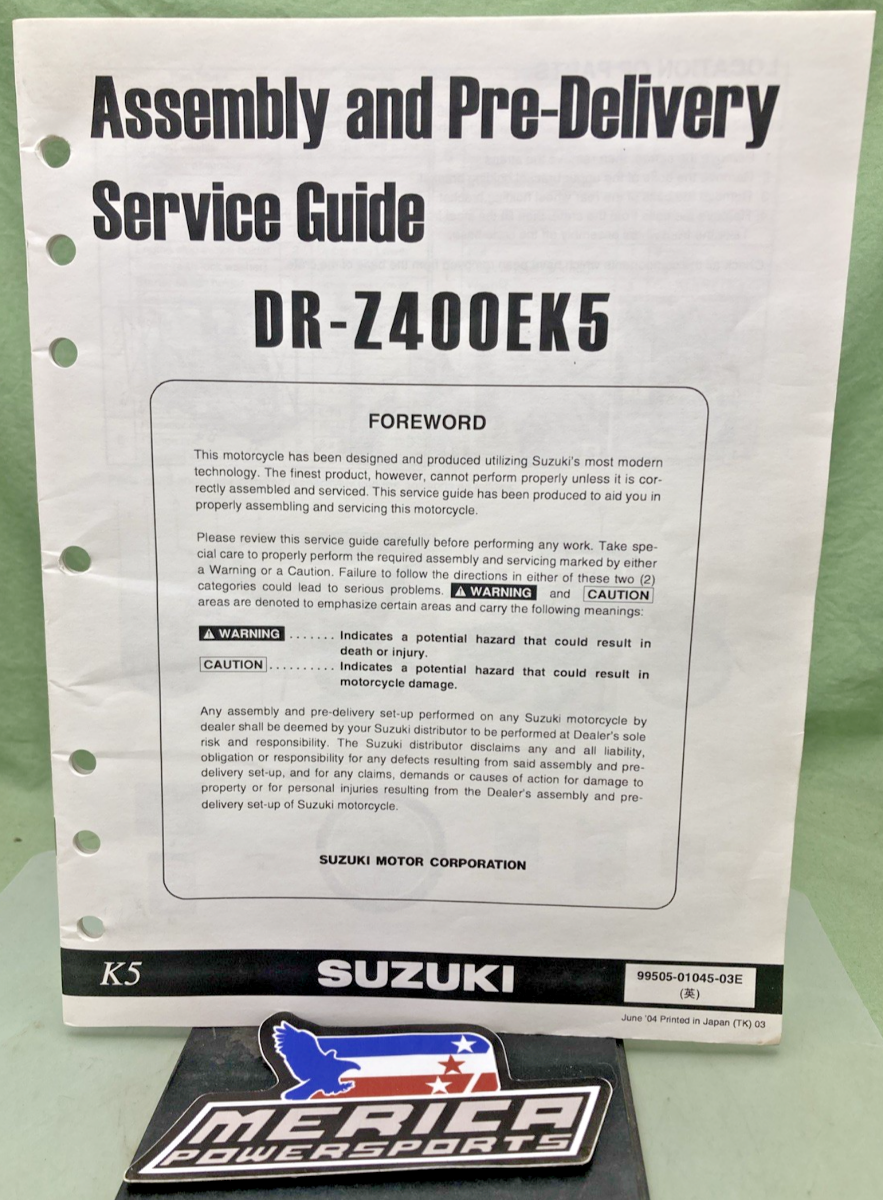 Assembly and Pre-Delivery
Service Guide
DR-Z400EK5
FOREWORD
This motorcycle has been designed and produced utilizing Suzuki's most modern
technology. The finest product, however, cannot perform properly unless it is cor-
rectly assembled and serviced. This service guide has been produced to aid you in
properly assembling and servicing this motorcycle.
Please review this service guide carefully before performing any work. Take spe-
cial care to properly perform the required assembly and servicing marked by either
a Warning or a Caution. Failure to follow the directions in either of these two (2)
categories could lead to serious problems. ⚠ WARNING and CAUTION
areas are denoted to emphasize certain areas and carry the following meanings:
⚠ WARNING ....... Indicates a potential hazard that could result in
death or injury.
CAUTION .......... Indicates a potential hazard that could result in
motorcycle damage.
Any assembly and pre-delivery set-up performed on any Suzuki motorcycle by
dealer shall be deemed by your Suzuki distributor to be performed at Dealer's sole
risk and responsibility. The Suzuki distributor disclaims any and all liability,
obligation or responsibility for any defects resulting from said assembly and pre-
delivery set-up, and for any claims, demands or causes of action for damage to
property or for personal injuries resulting from the Dealer's assembly and pre-
delivery set-up of Suzuki motorcycle.
SUZUKI MOTOR CORPORATION
K5 SUZUKI 99505-01045-03E
(英)
June '04 Printed in Japan (TK) 03
MERICA
POWERSPORTS